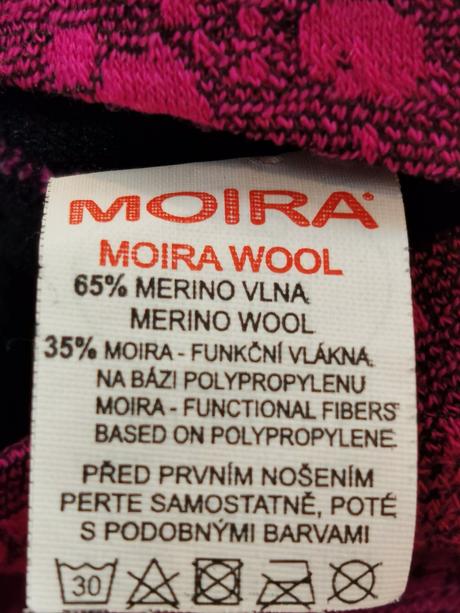 MOIRA®
MOIRA WOOL
65% MERINO VLNA
MERINO WOOL
35% MOIRA - FUNKČNÍ VLÁKNA
NA BÁZI POLYPROPYLENU
MOIRA - FUNCTIONAL FIBERS
BASED ON POLYPROPYLENE
PŘED PRVNÍM NOŠENÍM
PERTE SAMOSTATNĚ, POTÉ
S PODOBNÝMI BARVAMI
30